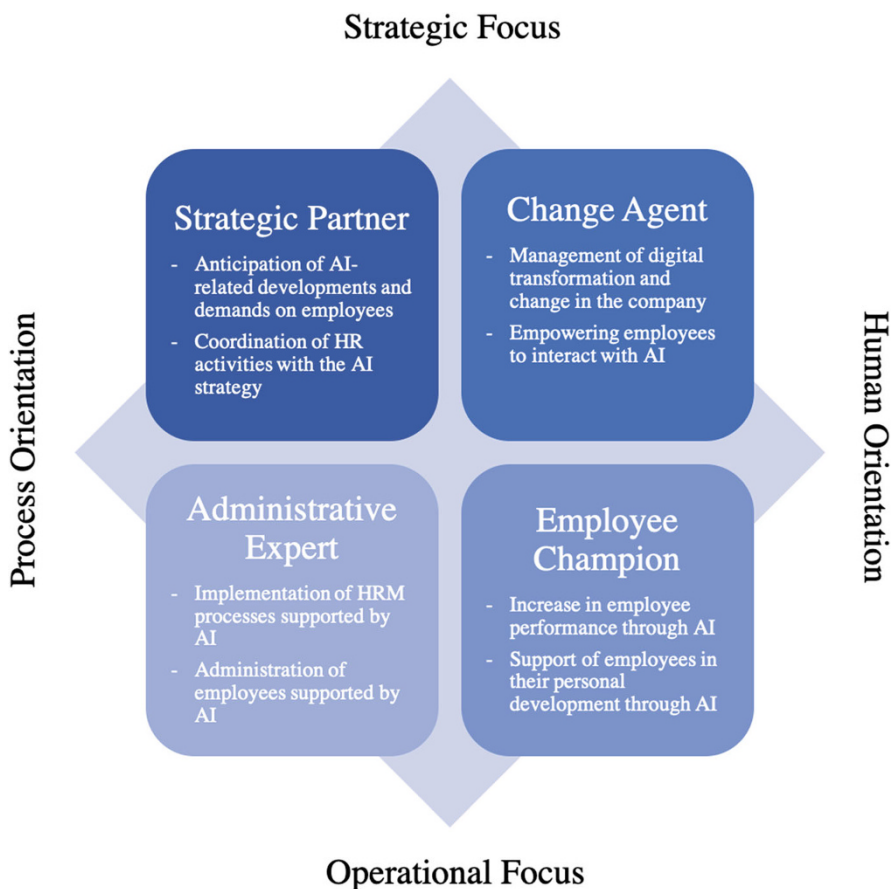 Strategic Focus
Process Orientation
Strategic Partner
- Anticipation of AI-
related developments and
demands on employees
- Coordination of HR
activities with the AI
strategy
Change Agent
- Management of digital
transformation and
change in the company
- Empowering employees
to interact with AI
Human Orientation
Administrative
Expert
- Implementation of HRM
processes supported by
AI
- Administration of
employees supported by
AI
Employee
Champion
- Increase in employee
performance through AI
- Support of employees in
their personal
development through AI
Operational Focus